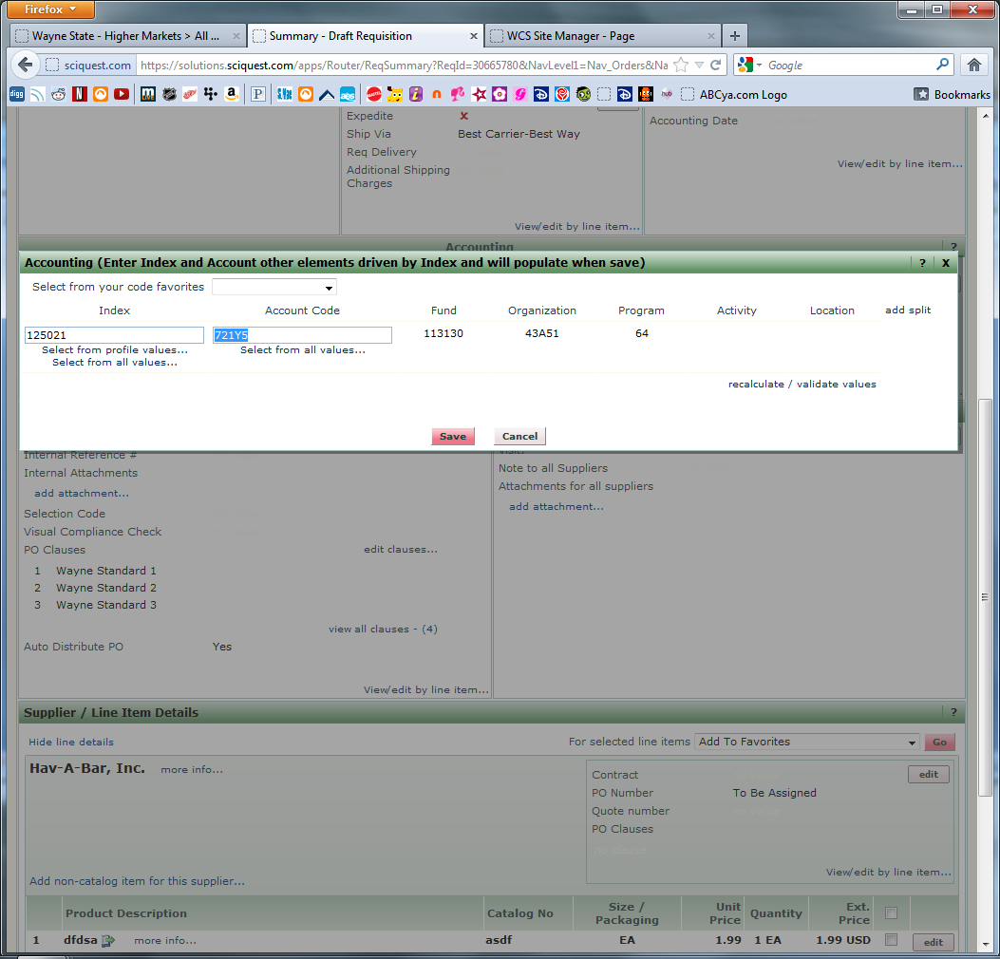 Firefox
Wayne State - Higher Markets > All ...
Summary - Draft Requisition
WCS Site Manager - Page
sciquest.com
https://solutions.sciquest.com/apps/Router/ReqSummary?ReqId=30665780&NavLevel1=Nav_Orders&Na
Google
digg
ABCya.com Logo
Bookmarks
Expedite
Ship Via Best Carrier-Best Way
Req Delivery
Additional Shipping
Charges
View/edit by line item...
Accounting Date
View/edit by line item...
Accounting ?
Accounting (Enter Index and Account other elements driven by Index and will populate when save) ? X
Select from your code favorites
Index Account Code Fund Organization Program Activity Location add split
125021 721Y5 113130 43A51 64
Select from profile values... Select from all values...
Select from all values...
recalculate / validate values
Save Cancel
Internal Reference #
Internal Attachments
add attachment...
Selection Code
Visual Compliance Check
PO Clauses edit clauses...
1 Wayne Standard 1
2 Wayne Standard 2
3 Wayne Standard 3
view all clauses - (4)
Auto Distribute PO Yes
View/edit by line item...
Note to all Suppliers
Attachments for all suppliers
add attachment...
Supplier / Line Item Details ?
Hide line details
For selected line items Add To Favorites Go
Hav-A-Bar, Inc. more info...
Contract no value edit
PO Number To Be Assigned
Quote number no value
PO Clauses
no clauses
View/edit by line item...
Add non-catalog item for this supplier...
Product Description Catalog No Size / Packaging Unit Price Quantity Ext. Price
1 dfdsa more info... asdf EA 1.99 1 EA 1.99 USD edit